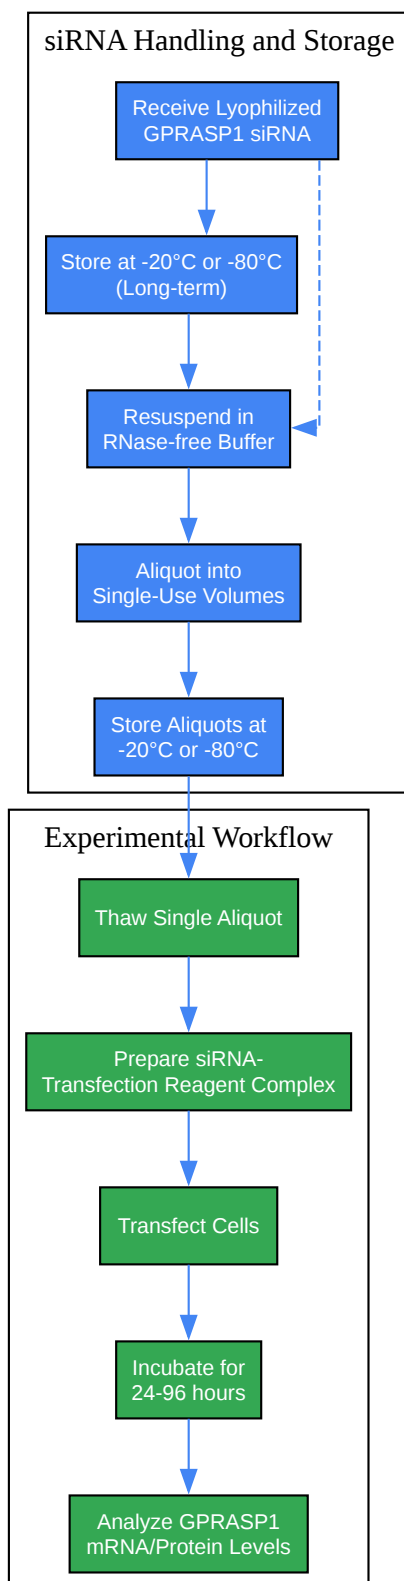 siRNA Handling and Storage
Receive Lyophilized
GPRASP1 siRNA
Store at -20°C or -80°C
(Long-term)
Resuspend in
RNase-free Buffer
Aliquot into
Single-Use Volumes
Store Aliquots at
-20°C or -80°C
Experimental Workflow
Thaw Single Aliquot
Prepare siRNA-
Transfection Reagent Complex
Transfect Cells
Incubate for
24-96 hours
Analyze GPRASP1
mRNA/Protein Levels